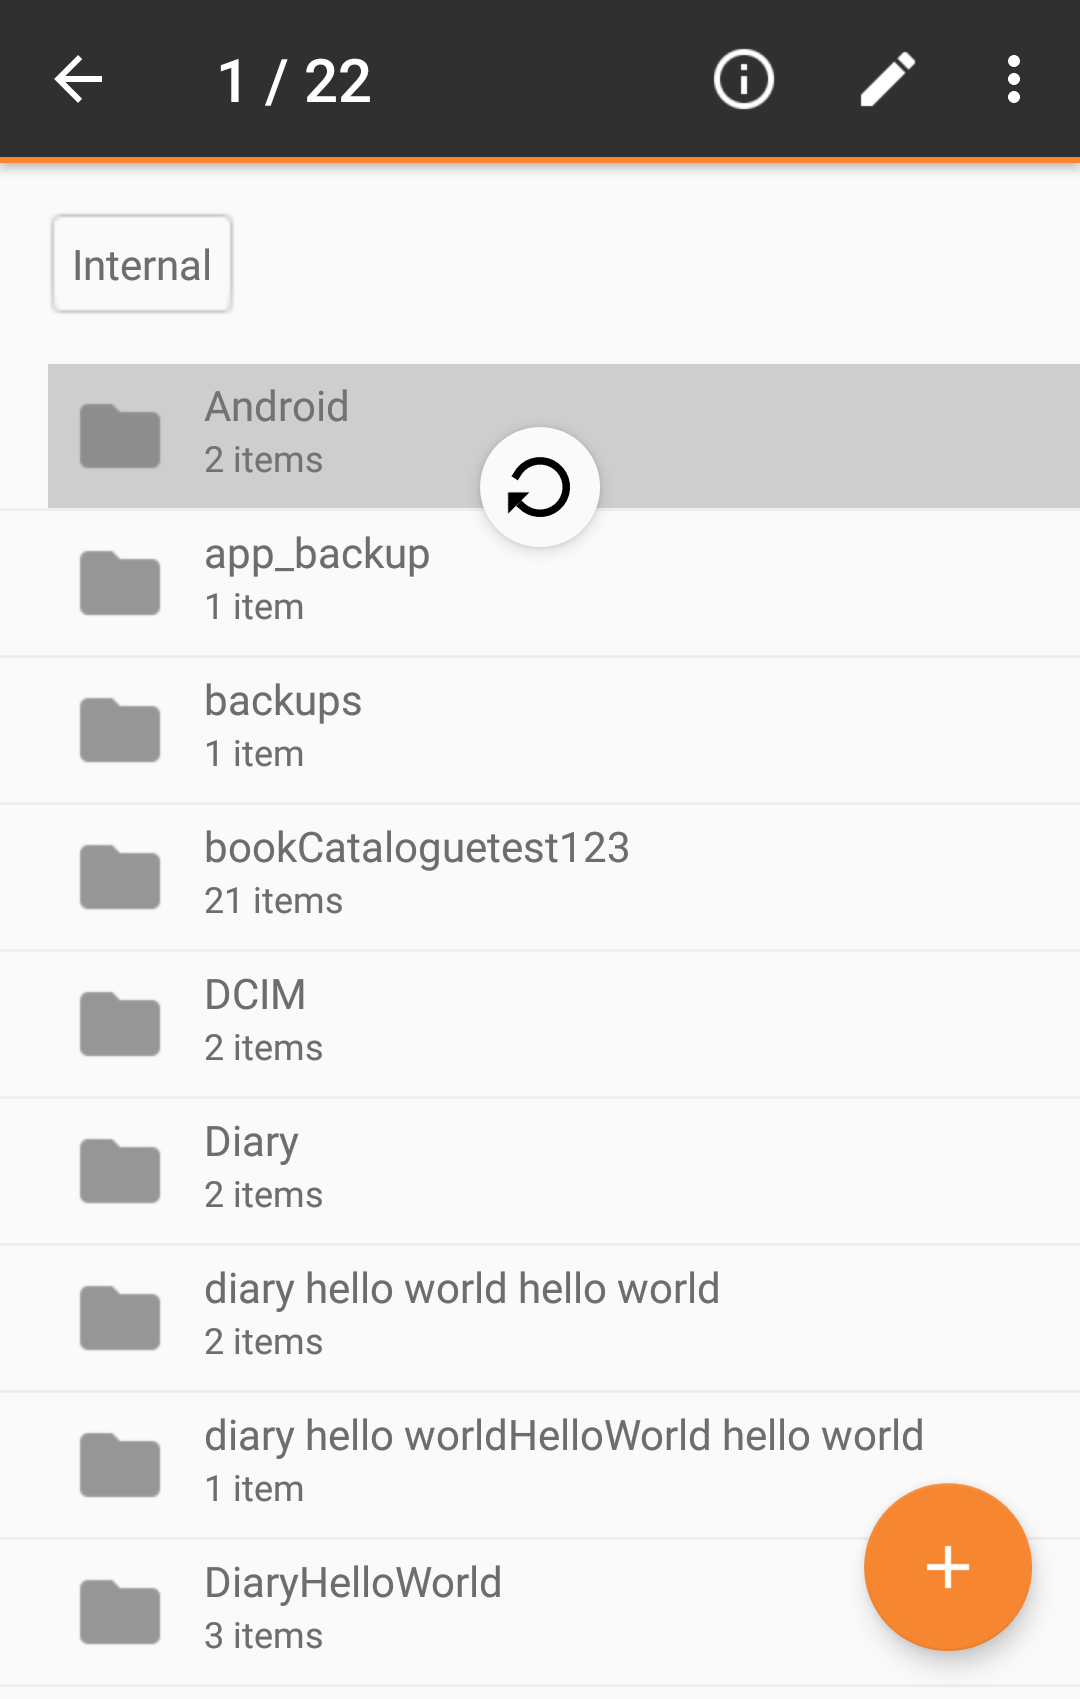 1 / 22
Internal
Android
2 items
app_backup
1 item
backups
1 item
bookCataloguetest123
21 items
DCIM
2 items
Diary
2 items
diary hello world hello world
2 items
diary hello worldHelloWorld hello world
1 item
DiaryHelloWorld
3 items